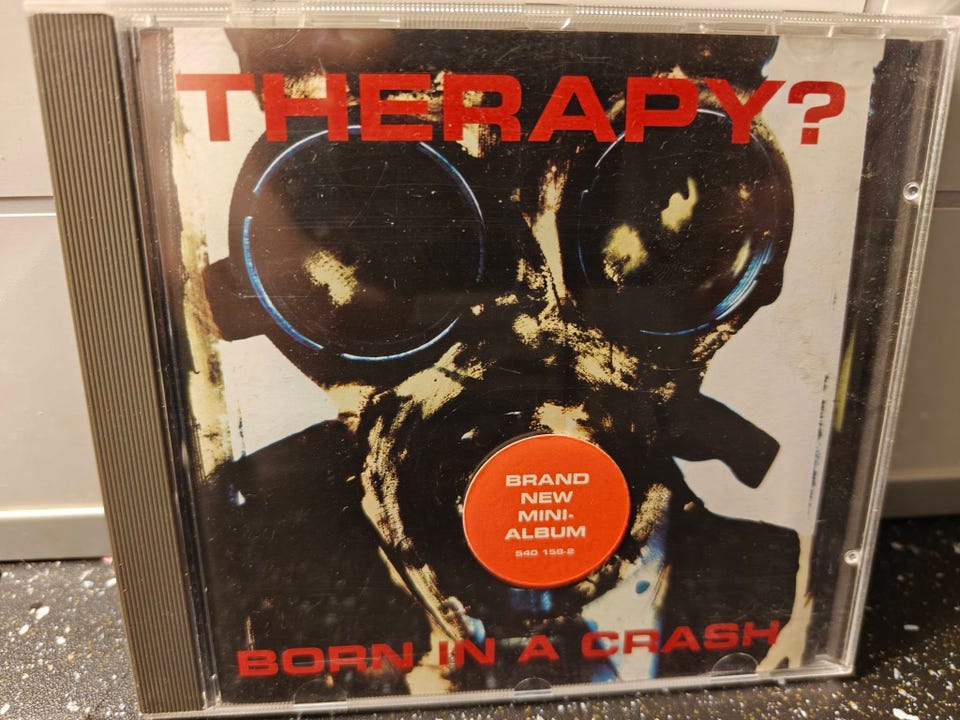 THERAPY?
BRAND
NEW
MINI-
ALBUM
540 158-2
BORN IN A CRASH